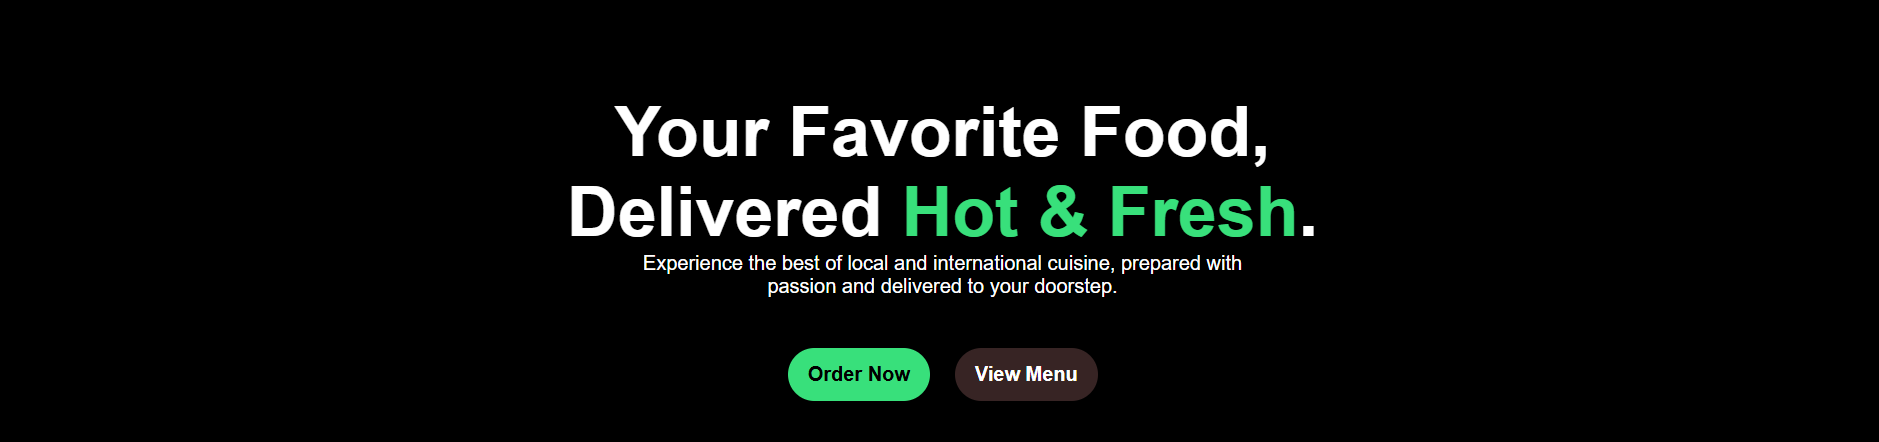 Your Favorite Food,
Delivered Hot & Fresh.
Experience the best of local and international cuisine, prepared with
passion and delivered to your doorstep.
Order Now
View Menu